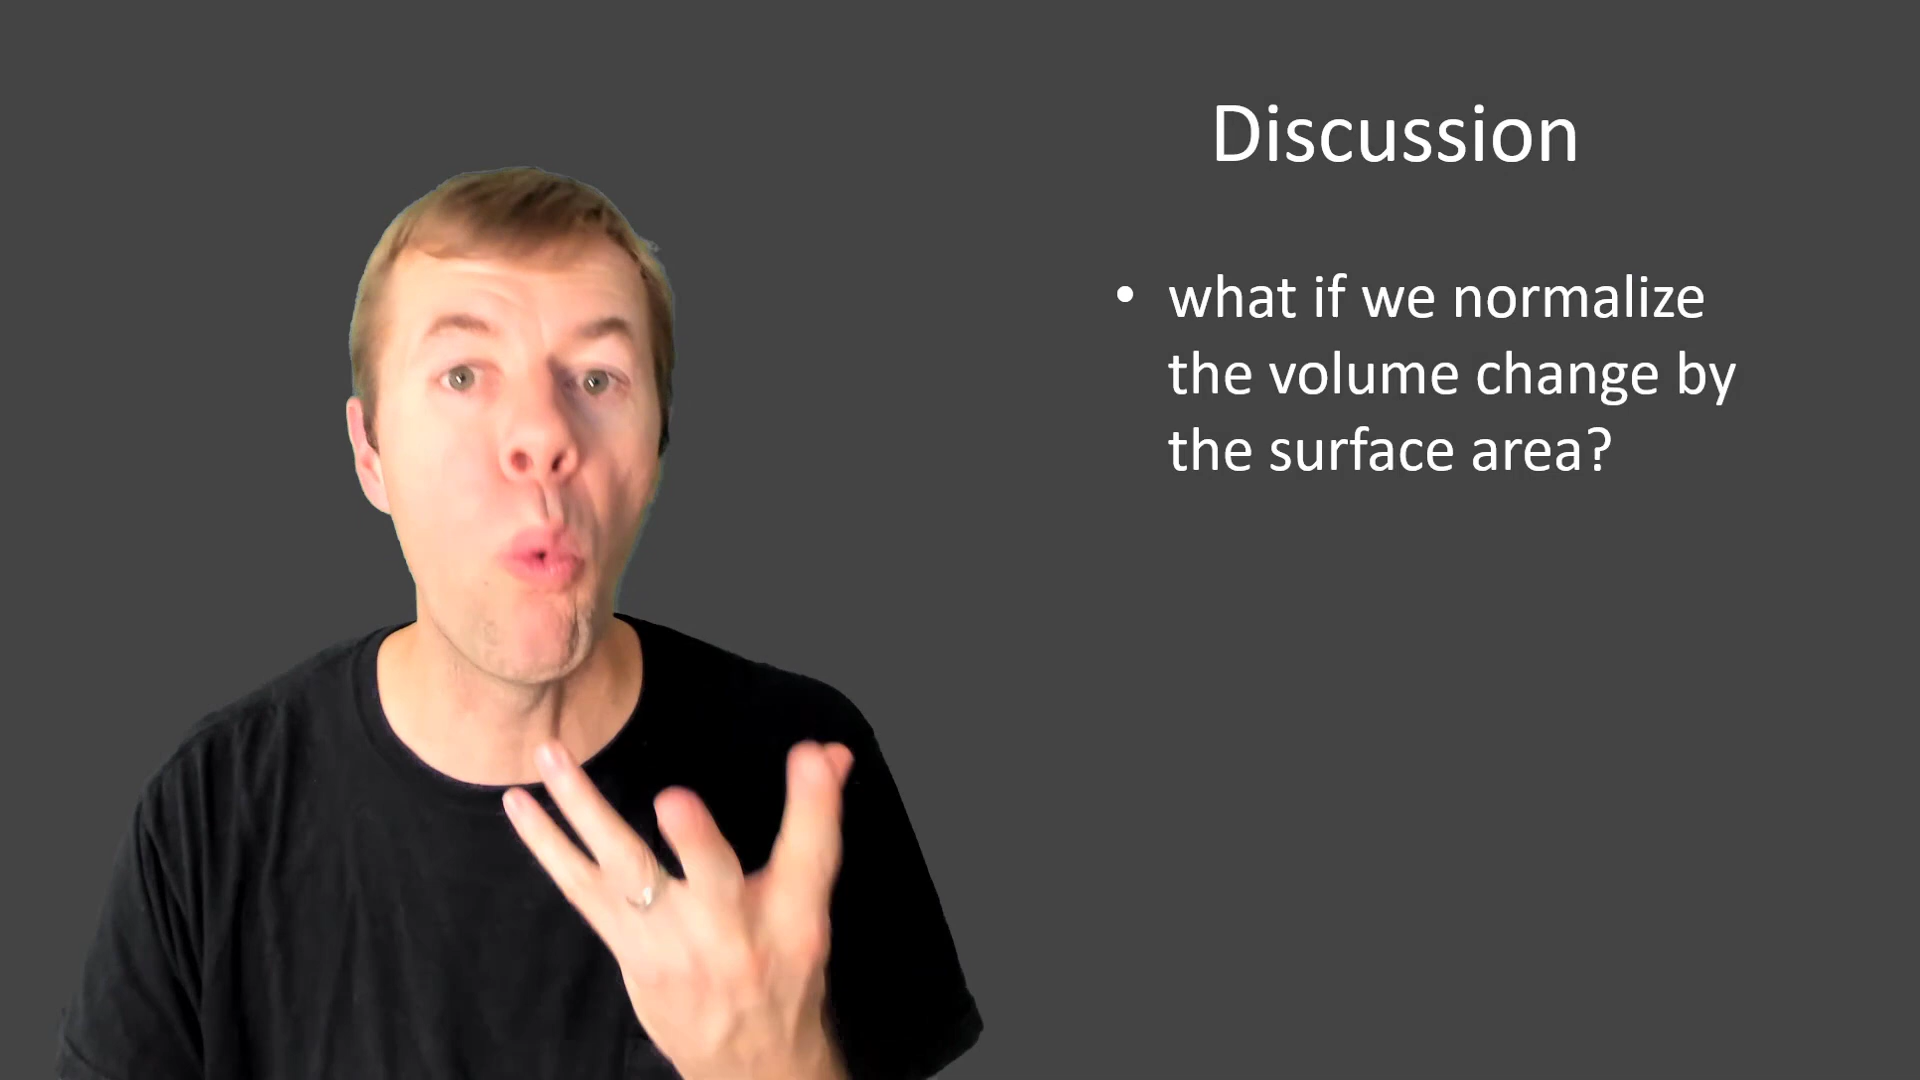 Discussion
• what if we normalize
the volume change by
the surface area?